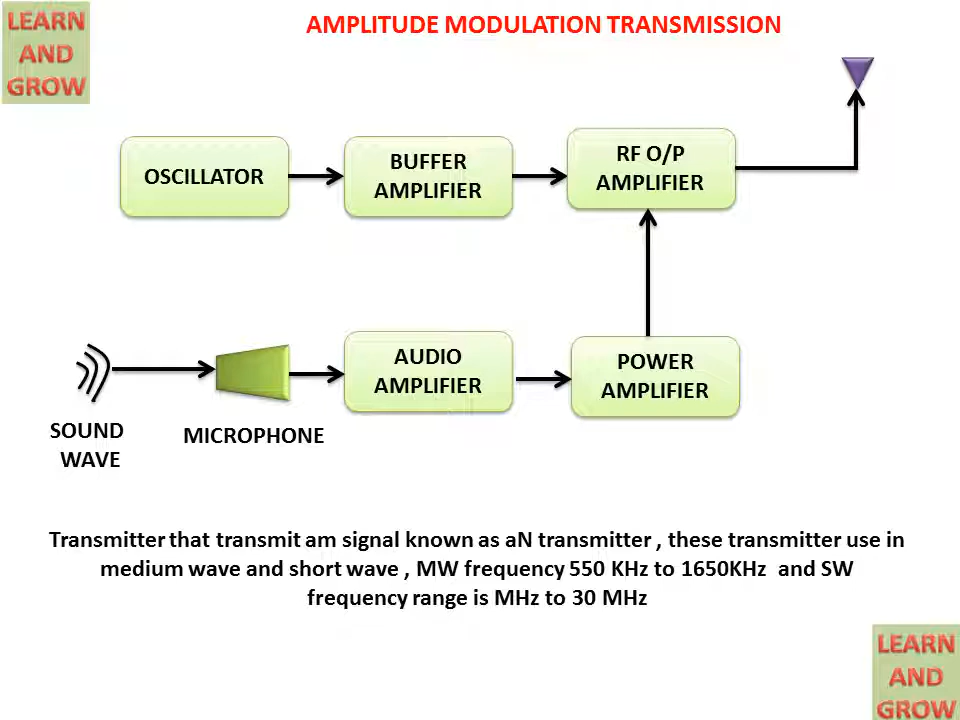 LEARN
AND
GROW
AMPLITUDE MODULATION TRANSMISSION
OSCILLATOR
BUFFER
AMPLIFIER
RF O/P
AMPLIFIER
AUDIO
AMPLIFIER
POWER
AMPLIFIER
SOUND
WAVE
MICROPHONE
Transmitter that transmit am signal known as aN transmitter , these transmitter use in
medium wave and short wave , MW frequency 550 KHz to 1650KHz and SW
frequency range is MHz to 30 MHz
LEARN
AND
GROW